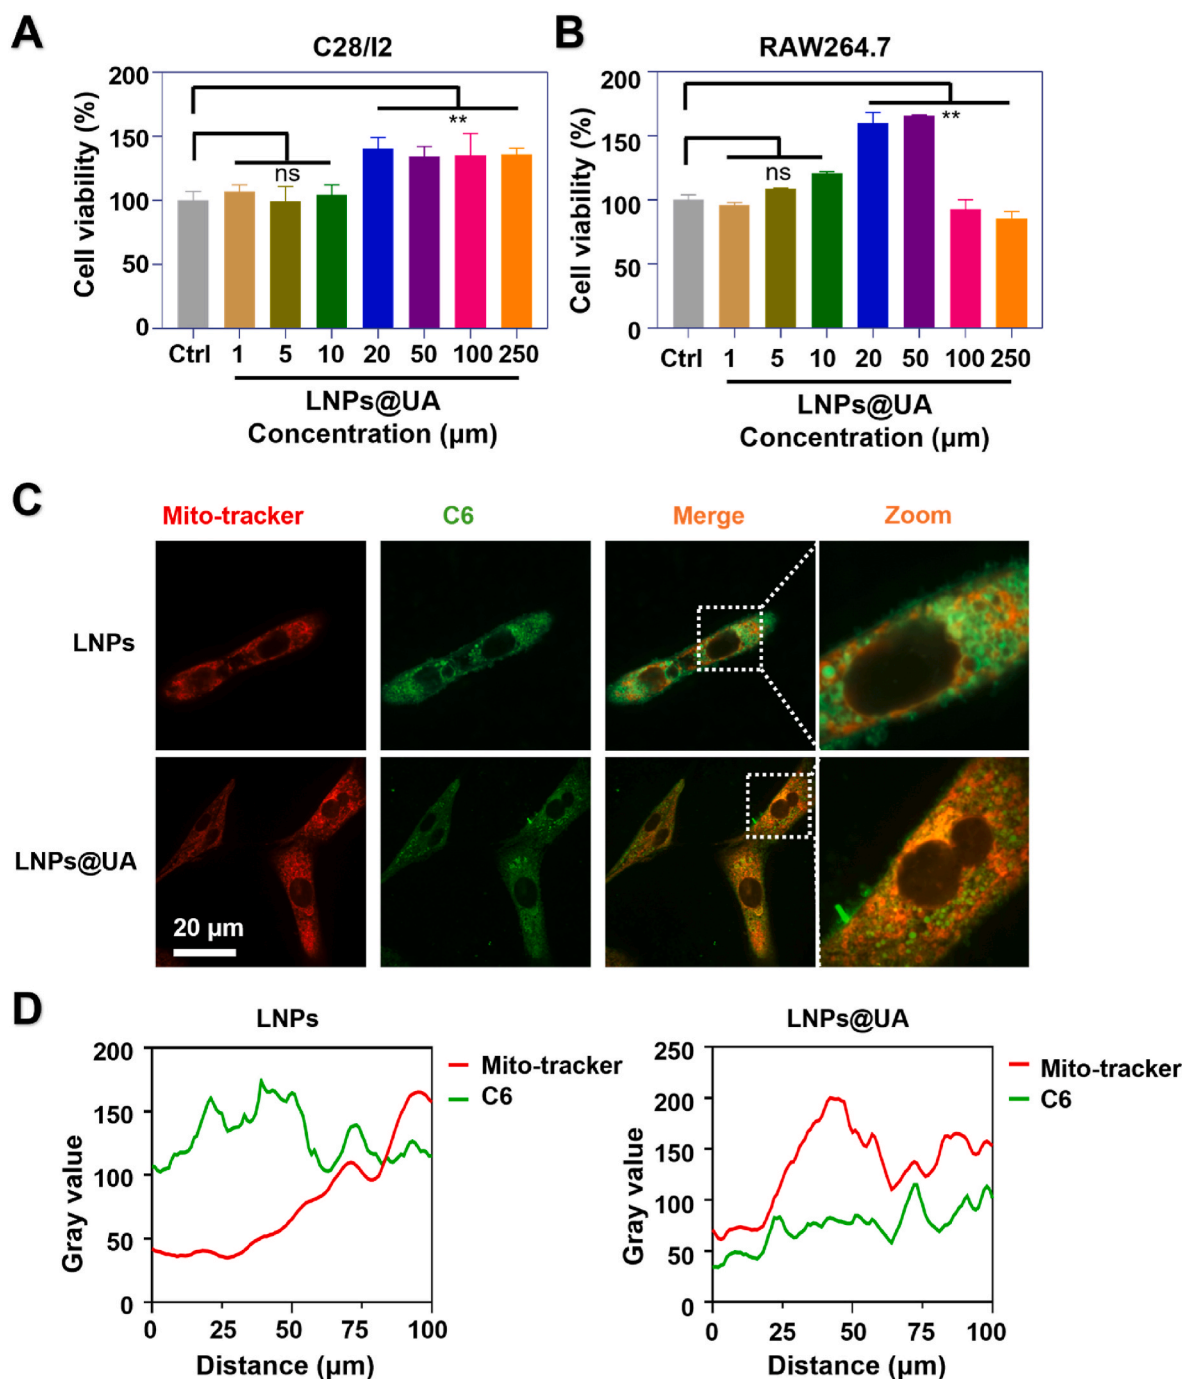 A
C28/I2
Cell viability (%)
200
150
100
50
0
**
ns
Ctrl 1 5 10 20 50 100 250
LNPs@UA
Concentration (μm)
B
RAW264.7
Cell viability (%)
200
150
100
50
0
**
ns
Ctrl 1 5 10 20 50 100 250
LNPs@UA
Concentration (μm)
C
Mito-tracker C6 Merge Zoom
LNPs
LNPs@UA
20 μm
D
LNPs
Gray value
200
150
100
50
0
0 25 50 75 100
Distance (μm)
Mito-tracker
C6
LNPs@UA
Gray value
250
200
150
100
50
0
0 25 50 75 100
Distance (μm)
Mito-tracker
C6